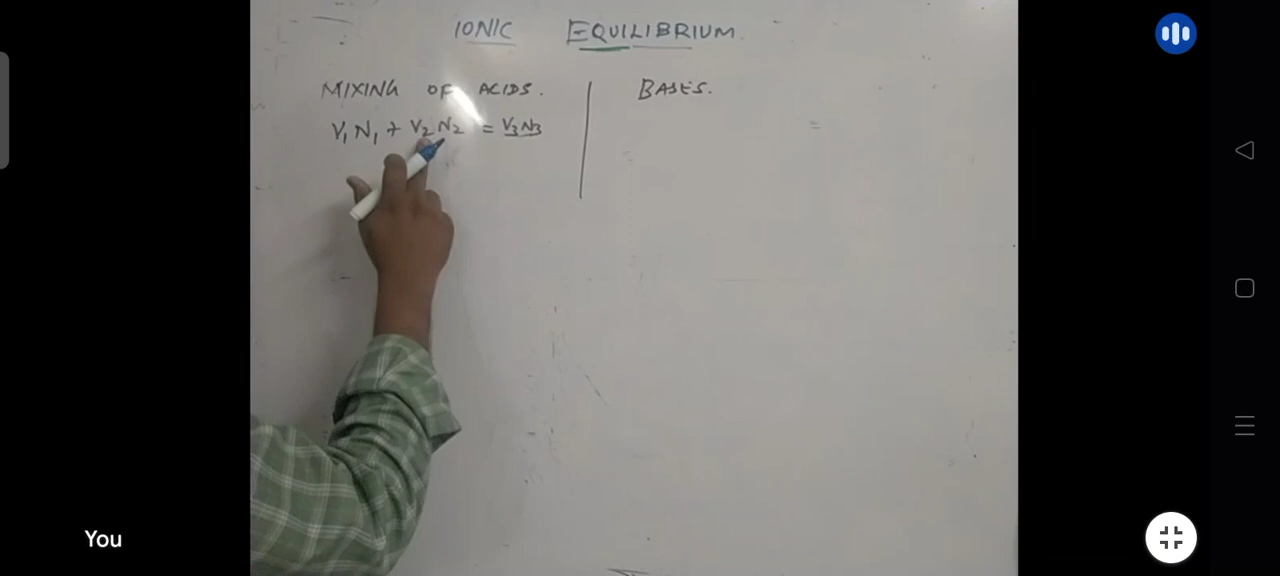 IONIC EQUILIBRIUM.
MIXING OF ACIDS. | BASES.
V₁N₁ + V₂N₂ = V₃N₃
=
You